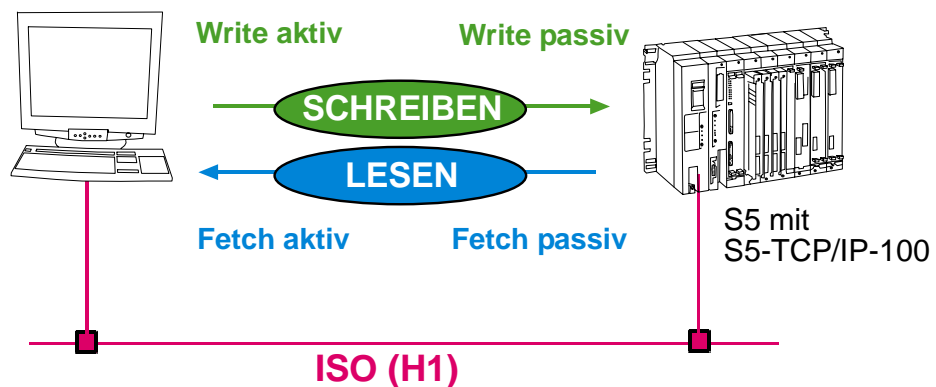 Write aktiv
Write passiv
SCHREIBEN
LESEN
Fetch aktiv
Fetch passiv
S5 mit
S5-TCP/IP-100
ISO (H1)